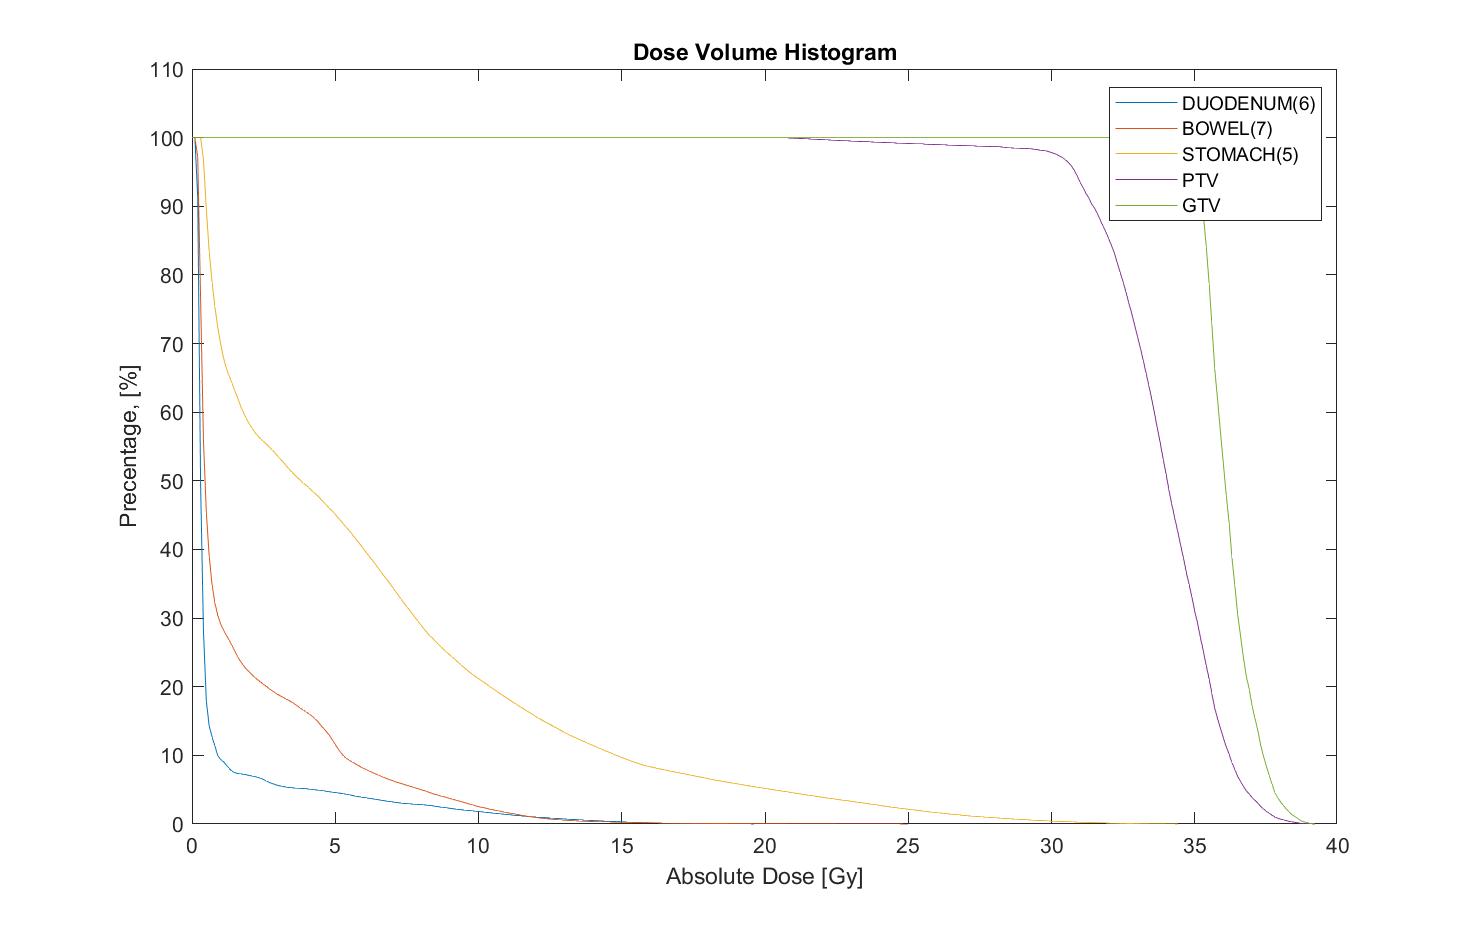 Dose Volume Histogram
110
100
90
80
70
60
50
40
30
20
10
0
Precentage, [%]
DUODENUM(6)
BOWEL(7)
STOMACH(5)
PTV
GTV
0 5 10 15 20 25 30 35 40
Absolute Dose [Gy]